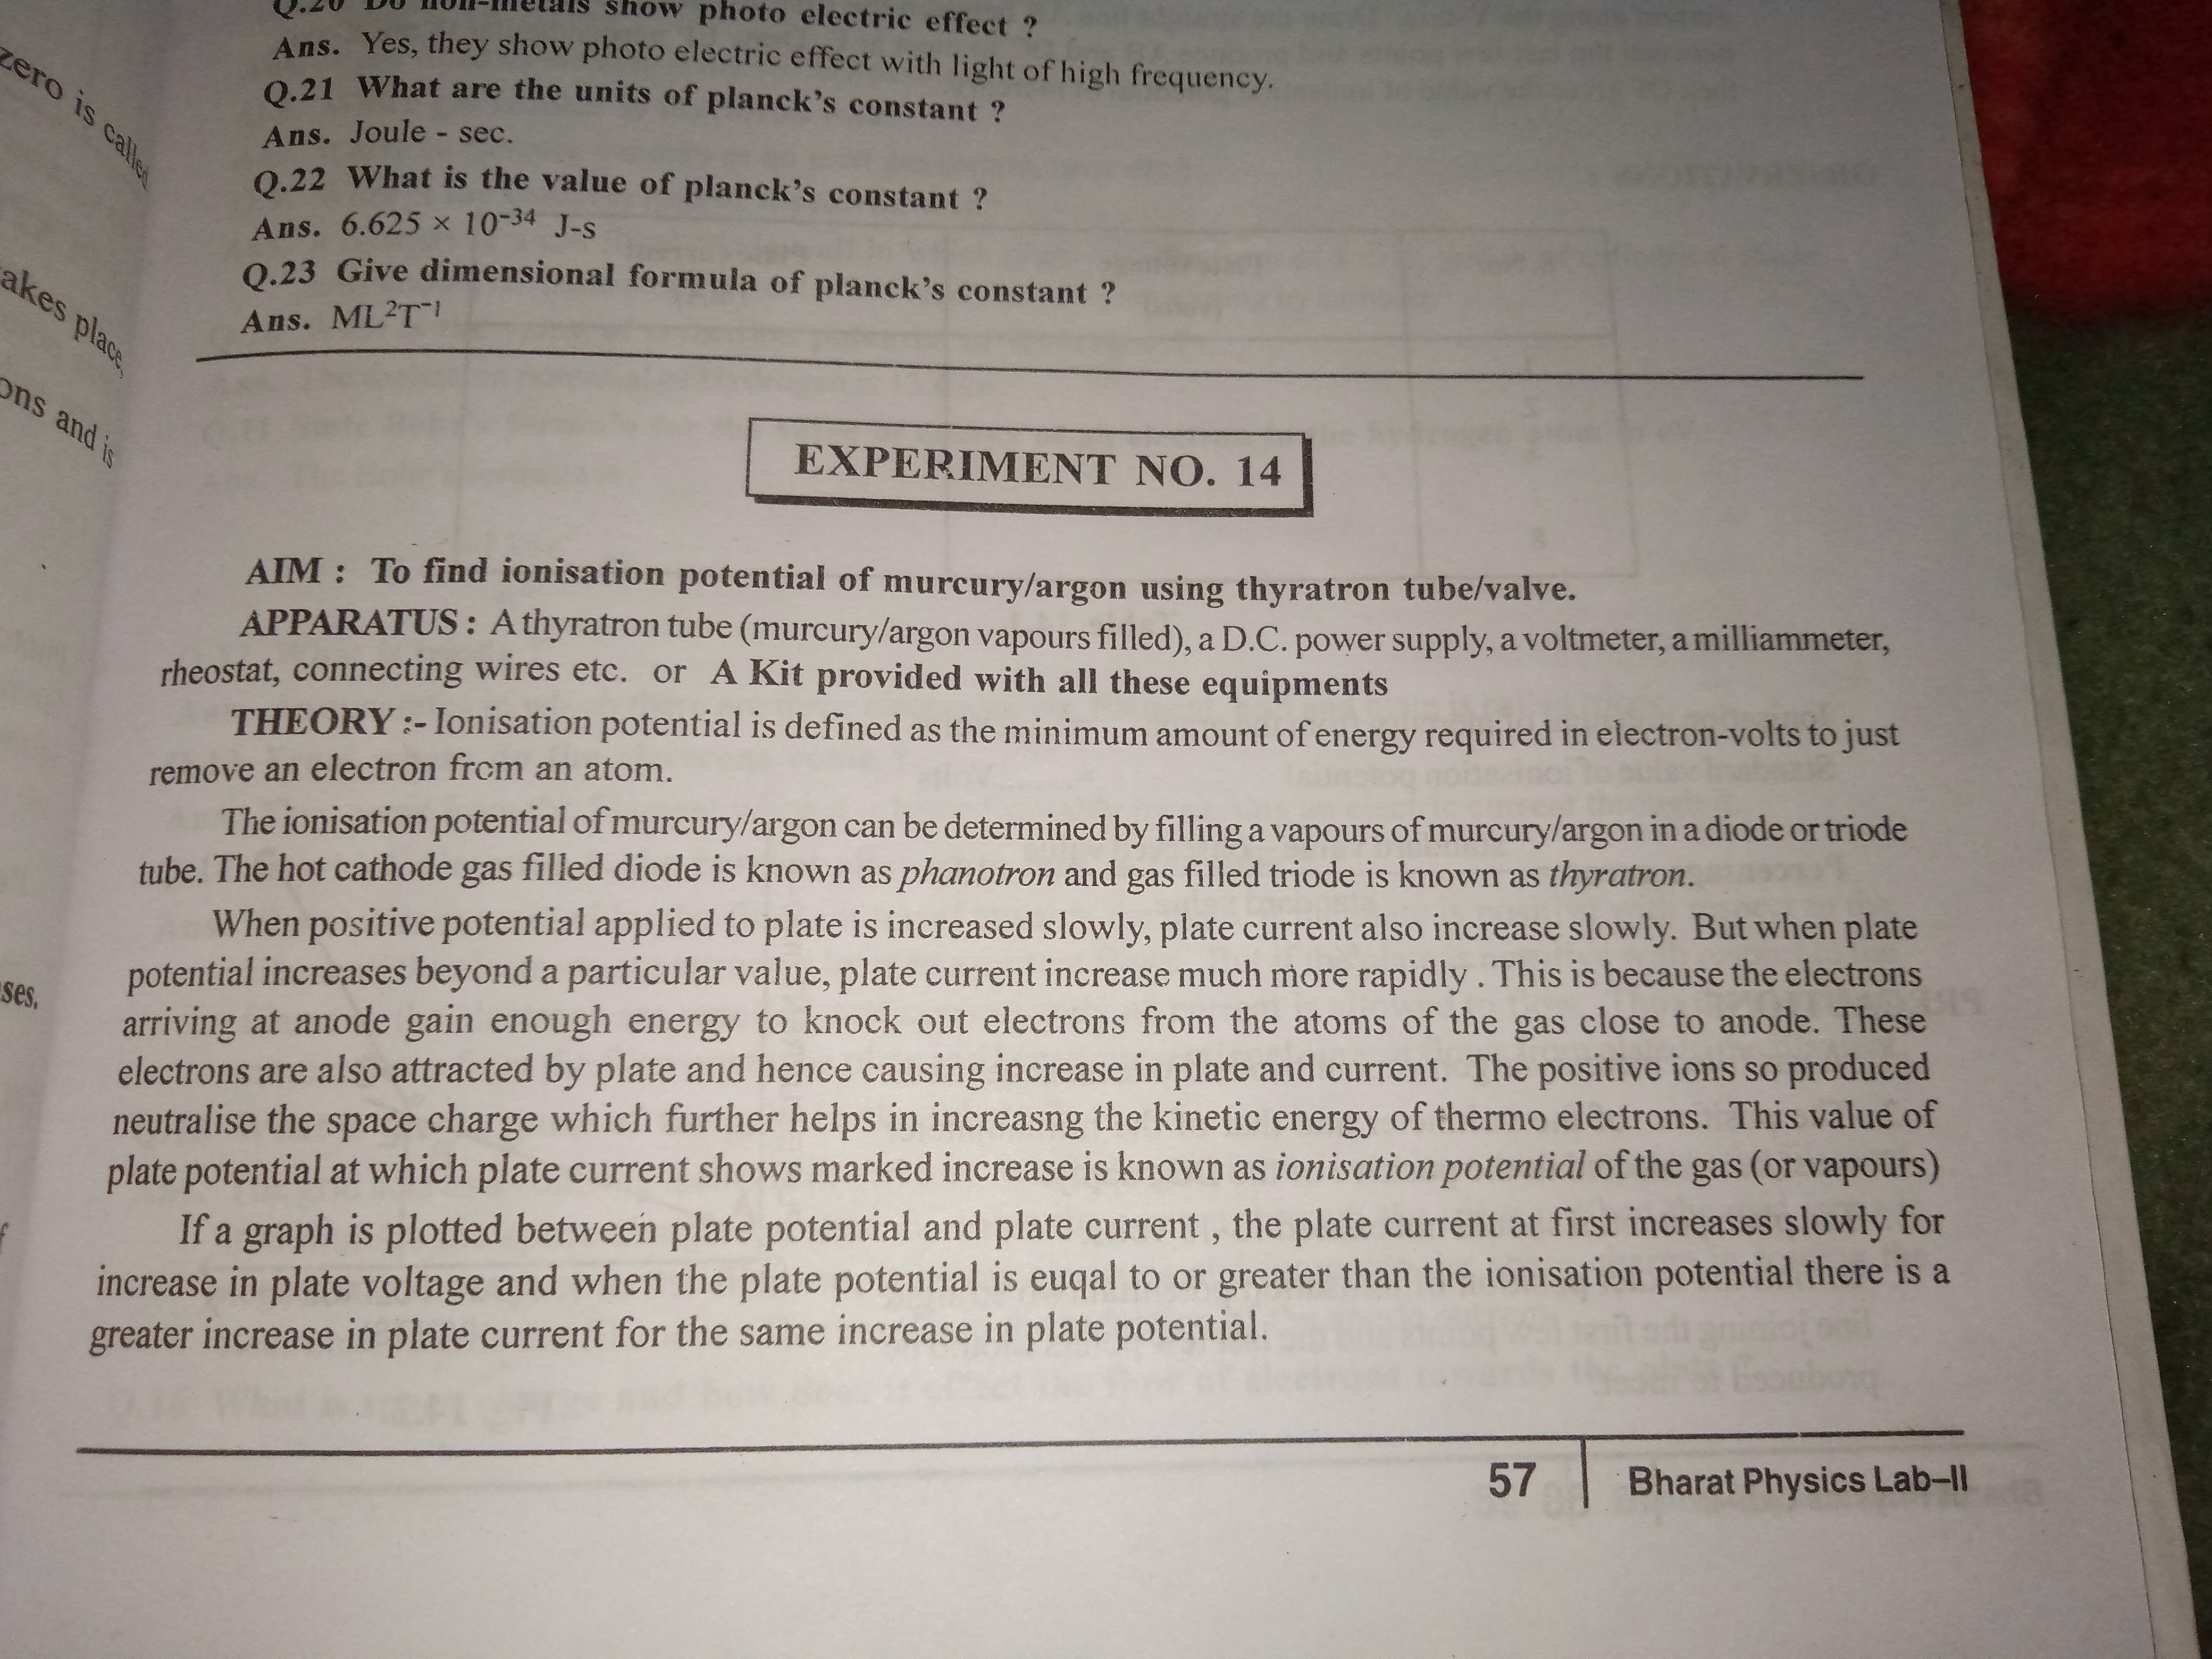 zero is called
akes place,
ons and is
ses.
Q.20 Do non-metals show photo electric effect ?
Ans. Yes, they show photo electric effect with light of high frequency.
Q.21 What are the units of planck's constant ?
Ans. Joule - sec.
Q.22 What is the value of planck's constant ?
Ans. 6.625 × 10⁻³⁴ J-s
Q.23 Give dimensional formula of planck's constant ?
Ans. ML²T⁻¹
EXPERIMENT NO. 14
AIM : To find ionisation potential of murcury/argon using thyratron tube/valve.
APPARATUS : A thyratron tube (murcury/argon vapours filled), a D.C. power supply, a voltmeter, a milliammeter,
rheostat, connecting wires etc. or A Kit provided with all these equipments
THEORY :- Ionisation potential is defined as the minimum amount of energy required in electron-volts to just
remove an electron frcm an atom.
The ionisation potential of murcury/argon can be determined by filling a vapours of murcury/argon in a diode or triode
tube. The hot cathode gas filled diode is known as phanotron and gas filled triode is known as thyratron.
When positive potential applied to plate is increased slowly, plate current also increase slowly. But when plate
potential increases beyond a particular value, plate current increase much more rapidly . This is because the electrons
arriving at anode gain enough energy to knock out electrons from the atoms of the gas close to anode. These
electrons are also attracted by plate and hence causing increase in plate and current. The positive ions so produced
neutralise the space charge which further helps in increasng the kinetic energy of thermo electrons. This value of
plate potential at which plate current shows marked increase is known as ionisation potential of the gas (or vapours)
If a graph is plotted between plate potential and plate current , the plate current at first increases slowly for
increase in plate voltage and when the plate potential is euqal to or greater than the ionisation potential there is a
greater increase in plate current for the same increase in plate potential.
57 Bharat Physics Lab–II